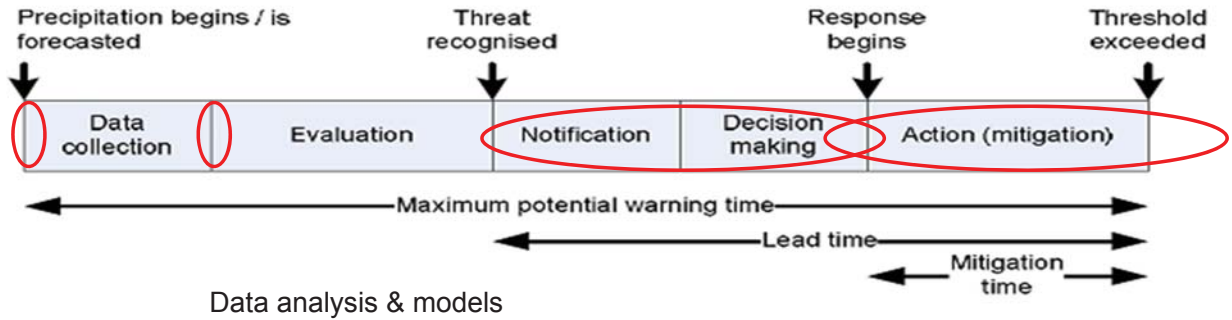 Precipitation begins / is
forecasted
Threat
recognised
Response
begins
Threshold
exceeded
Data
collection
Evaluation
Notification
Decision
making
Action (mitigation)
Maximum potential warning time
Lead time
Mitigation
time
Data analysis & models